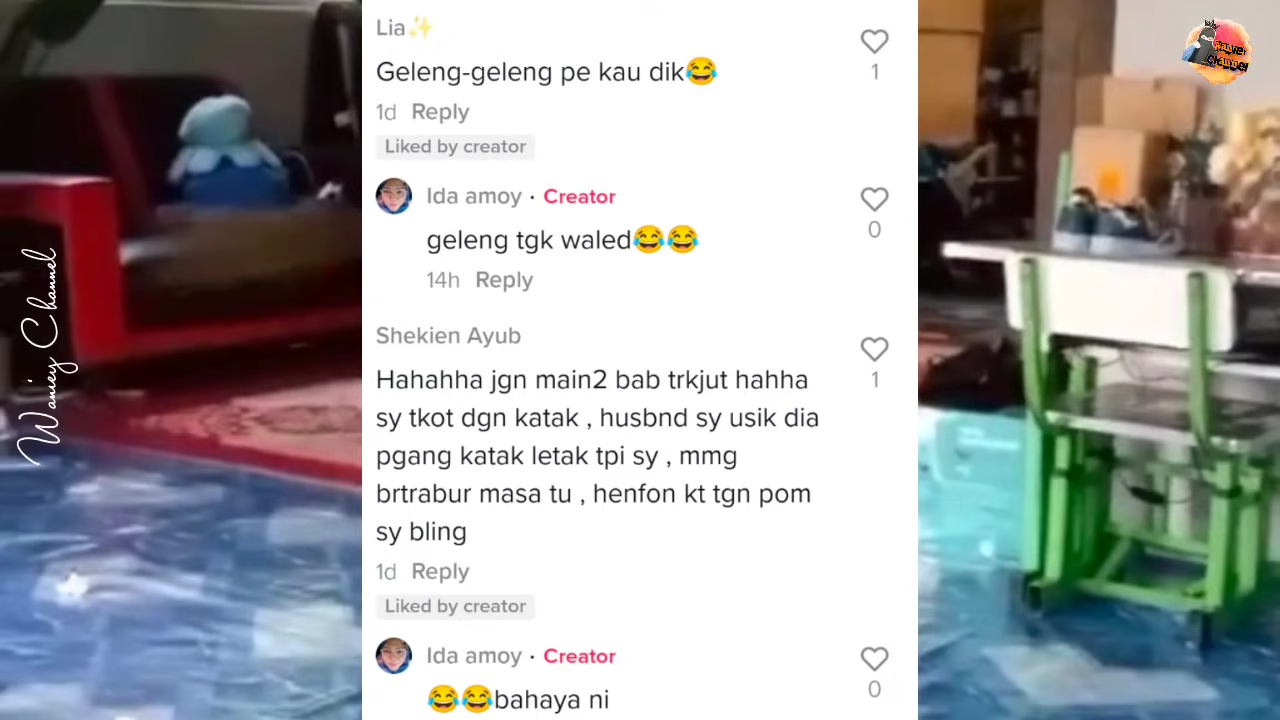 Lia✨
Geleng-geleng pe kau dik😂
1
1d Reply
Liked by creator
Ida amoy · Creator
geleng tgk waled😂😂
0
14h Reply
Shekien Ayub
Hahahha jgn main2 bab trkjut hahha
sy tkot dgn katak , husbnd sy usik dia
pgang katak letak tpi sy , mmg
brtrabur masa tu , henfon kt tgn pom
sy bling
1
1d Reply
Liked by creator
Ida amoy · Creator
😂😂bahaya ni
0
Waniey Channel